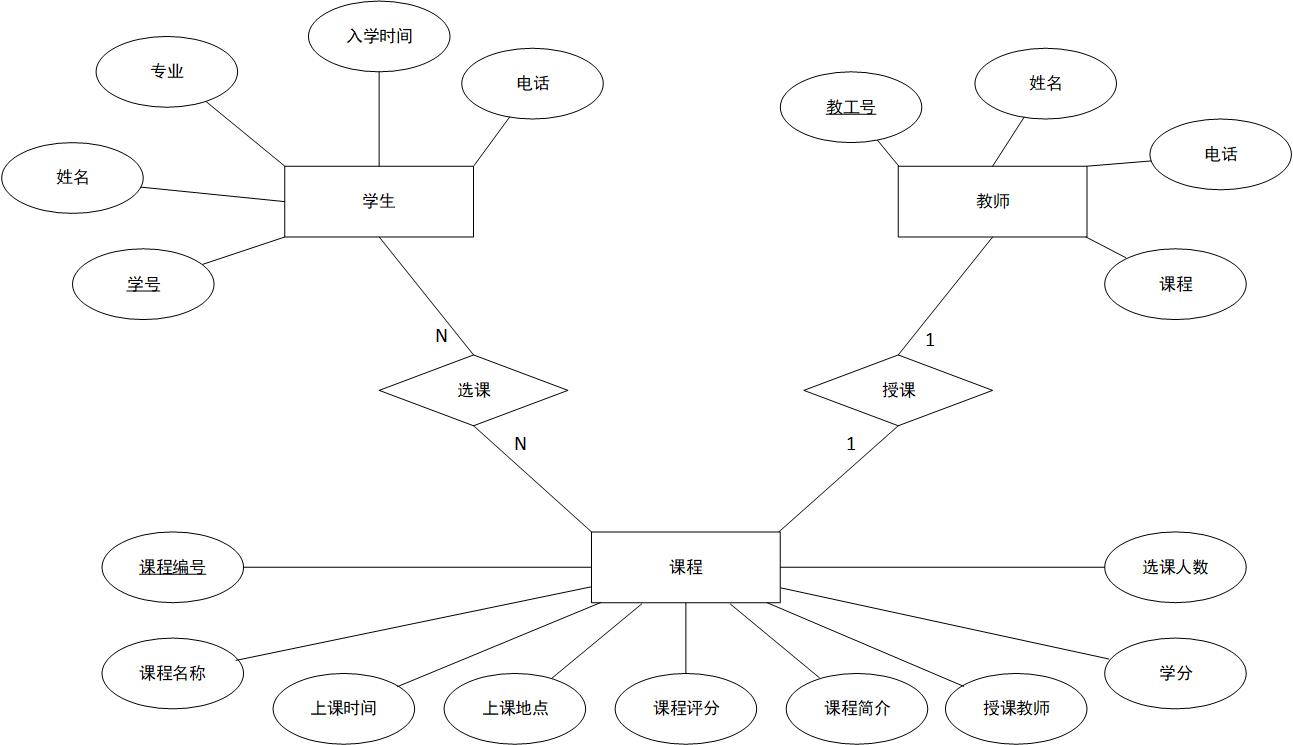 入学时间
专业
电话
姓名
教工号
姓名
电话
学生
教师
学号
课程
N
1
选课
授课
N
1
课程编号
课程
选课人数
课程名称
学分
上课时间
上课地点
课程评分
课程简介
授课教师